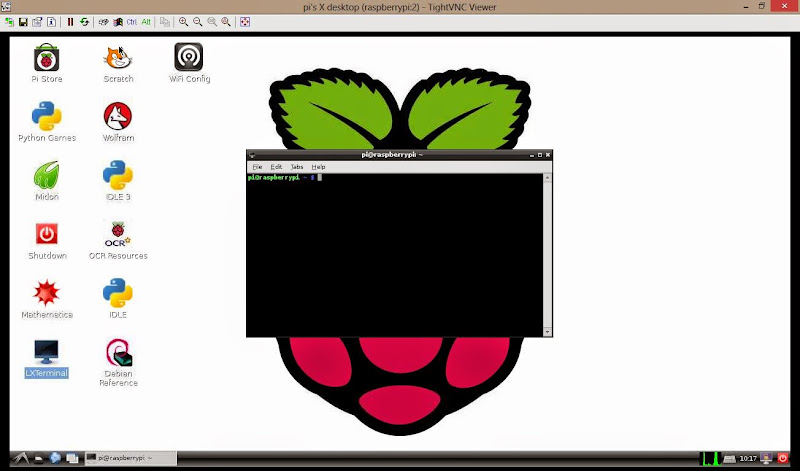 pi's X desktop (raspberrypi:2) - TightVNC Viewer
Ctrl Alt
Pi Store
Scratch
WiFi Config
Python Games
Wolfram
Midori
IDLE 3
Shutdown
OCR
OCR Resources
Mathematica
IDLE
LXTerminal
Debian
Reference
pi@raspberrypi: ~
File Edit Tabs Help
pi@raspberrypi ~ $
pi@raspberrypi: ~
10:17